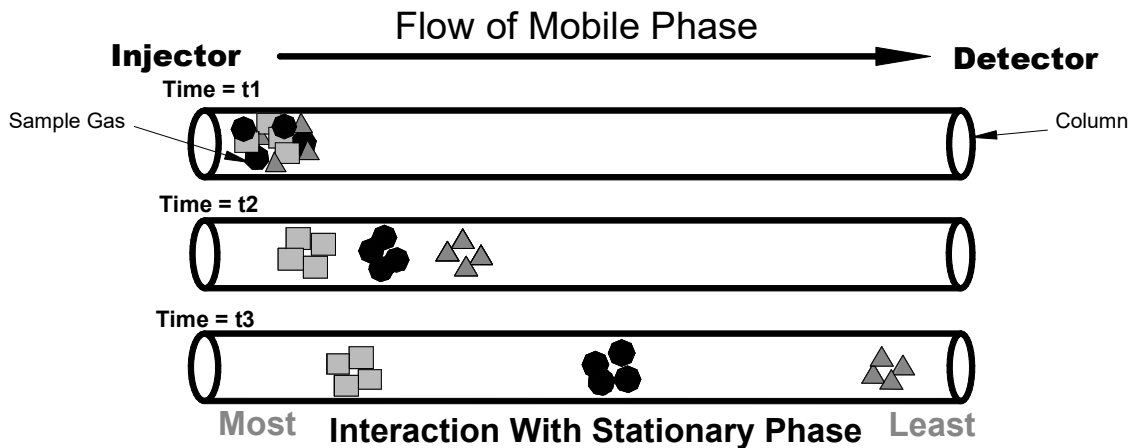 Flow of Mobile Phase
Injector
Detector
Time = t1
Sample Gas
Column
Time = t2
Time = t3
Most
Interaction With Stationary Phase
Least